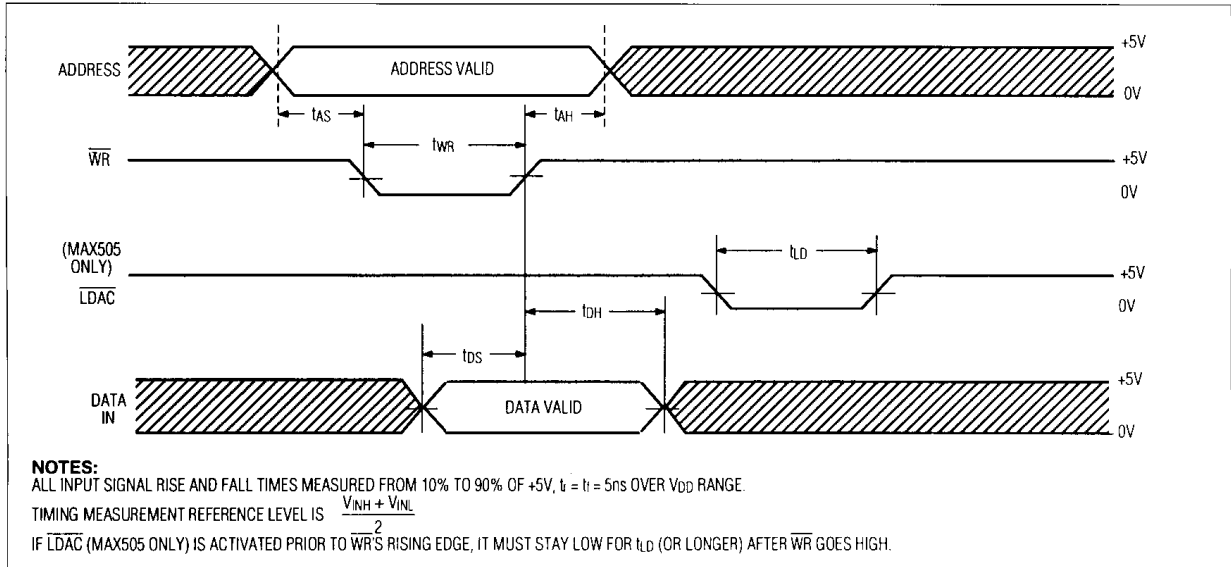 ADDRESS
ADDRESS VALID
+5V
0V
tAS
tAH
tWR
WR
+5V
0V
(MAX505
ONLY)
LDAC
tLD
+5V
0V
tDH
tDS
DATA
IN
DATA VALID
+5V
0V
NOTES:
ALL INPUT SIGNAL RISE AND FALL TIMES MEASURED FROM 10% TO 90% OF +5V, tr = tf = 5ns OVER VDD RANGE.
TIMING MEASUREMENT REFERENCE LEVEL IS VINH + VINL
2
IF LDAC (MAX505 ONLY) IS ACTIVATED PRIOR TO WR'S RISING EDGE, IT MUST STAY LOW FOR tLD (OR LONGER) AFTER WR GOES HIGH.